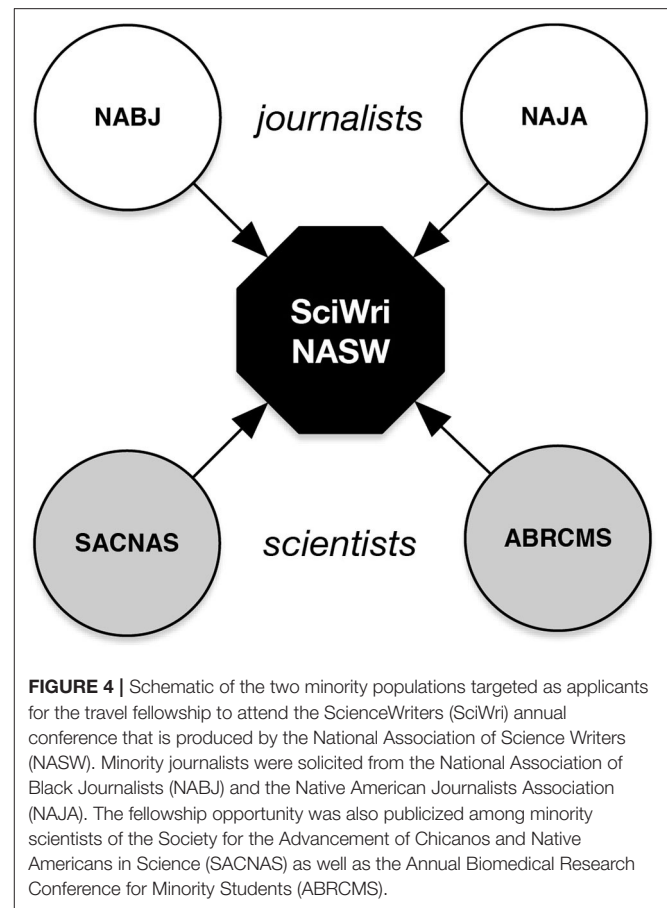 NABJ
journalists
NAJA
SciWri
NASW
SACNAS
scientists
ABRCMS
FIGURE 4 | Schematic of the two minority populations targeted as applicants
for the travel fellowship to attend the ScienceWriters (SciWri) annual
conference that is produced by the National Association of Science Writers
(NASW). Minority journalists were solicited from the National Association of
Black Journalists (NABJ) and the Native American Journalists Association
(NAJA). The fellowship opportunity was also publicized among minority
scientists of the Society for the Advancement of Chicanos and Native
Americans in Science (SACNAS) as well as the Annual Biomedical Research
Conference for Minority Students (ABRCMS).